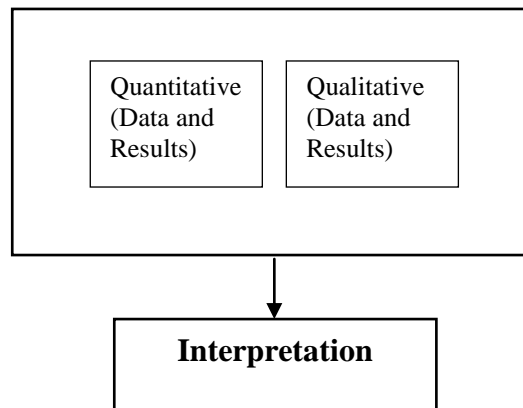 Quantitative
(Data and
Results)
Qualitative
(Data and
Results)
Interpretation